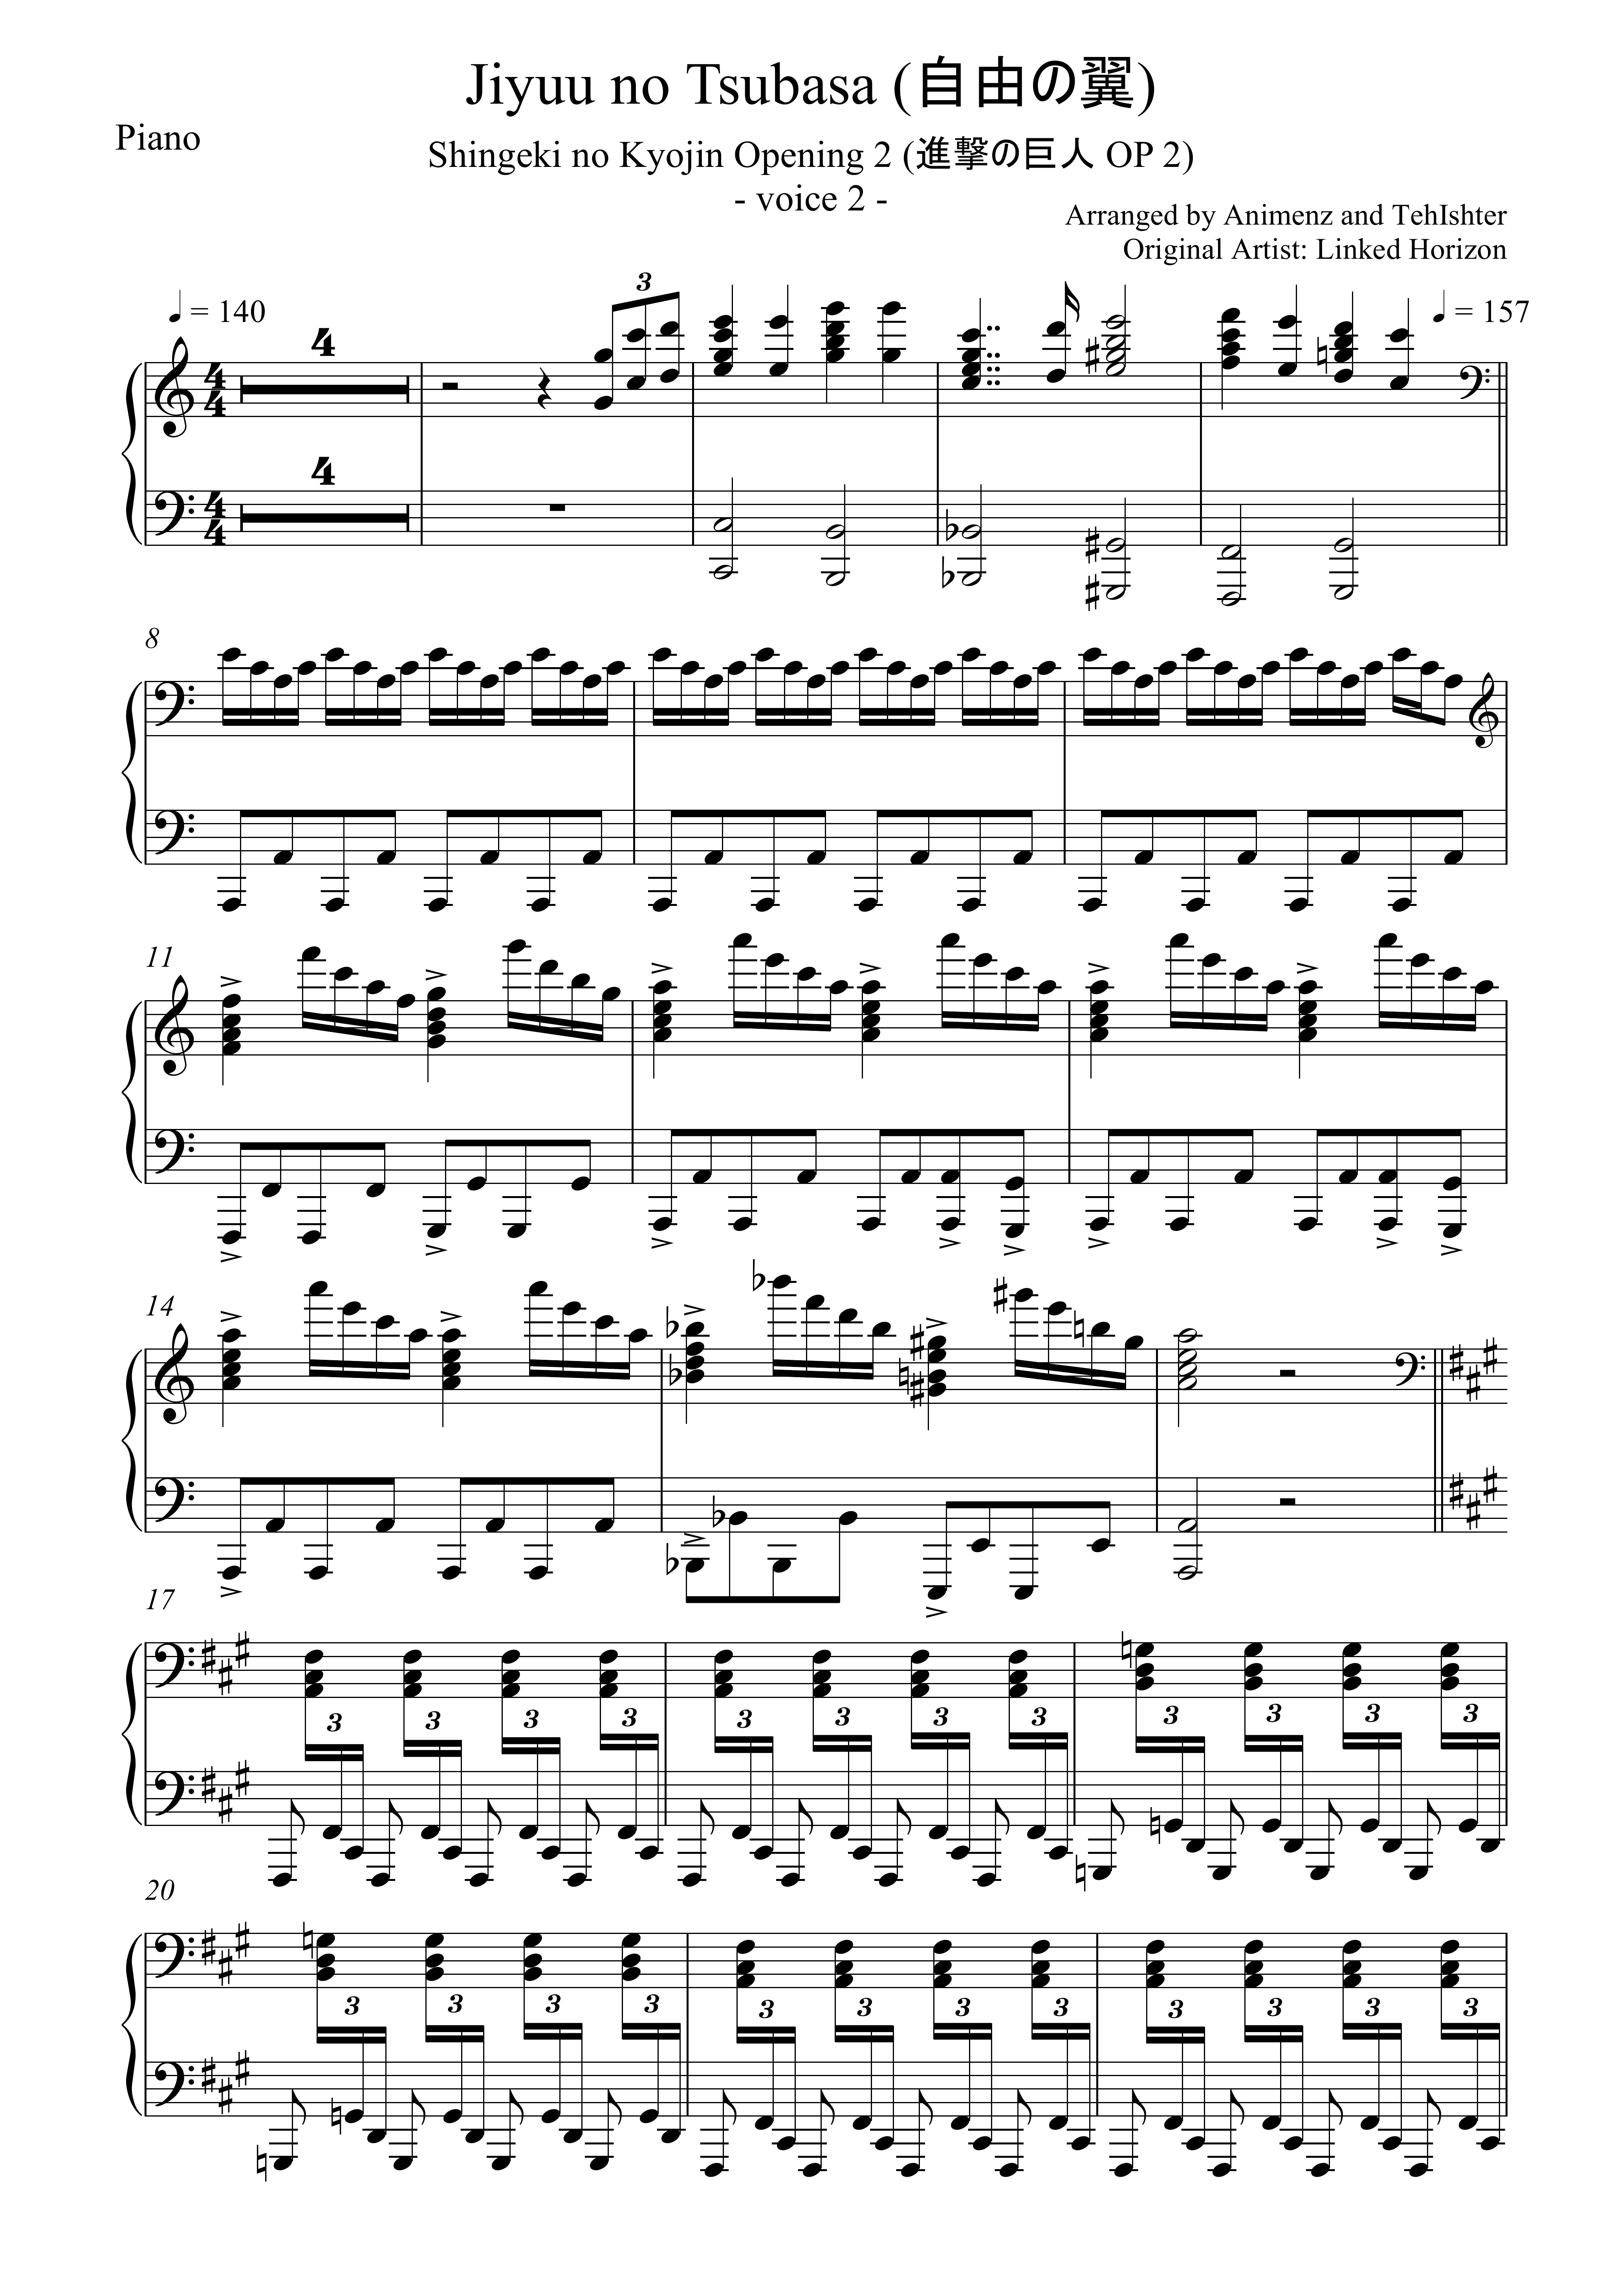 Jiyuu no Tsubasa (自由の翼)
Piano
Shingeki no Kyojin Opening 2 (進撃の巨人 OP 2)
- voice 2 -
Arranged by Animenz and TehIshter
Original Artist: Linked Horizon
♩ = 140
4
3
♩ = 157
4
8
11
14
17
3 3 3 3 3 3 3 3 3 3 3 3
20
3 3 3 3 3 3 3 3 3 3 3 3